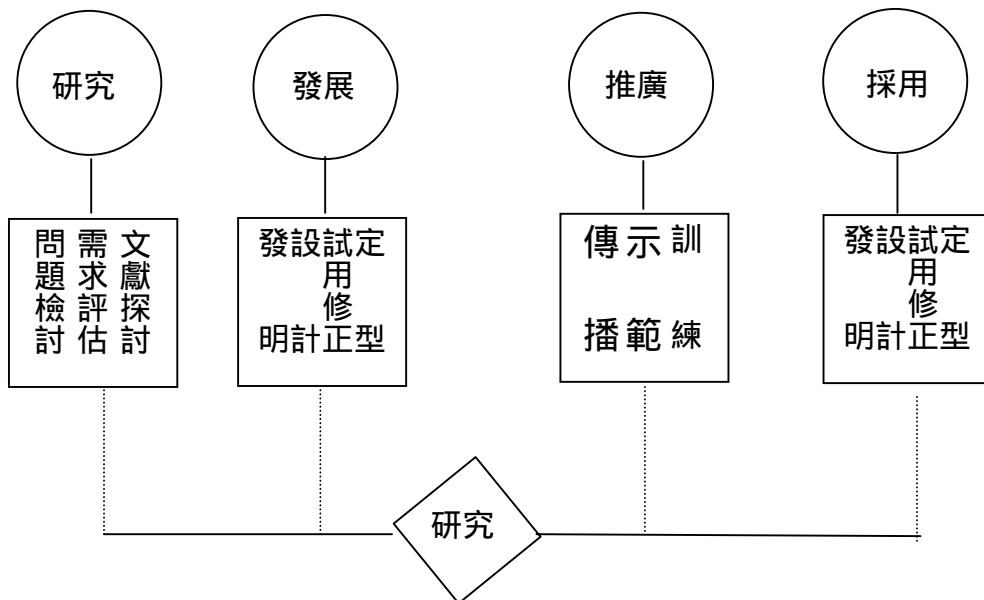 研究
發展
推廣
採用
問題檢討
需求評估
文獻探討
發明
設計
試用修正
定型
傳播
示範
訓練
發明
設計
試用修正
定型
研究